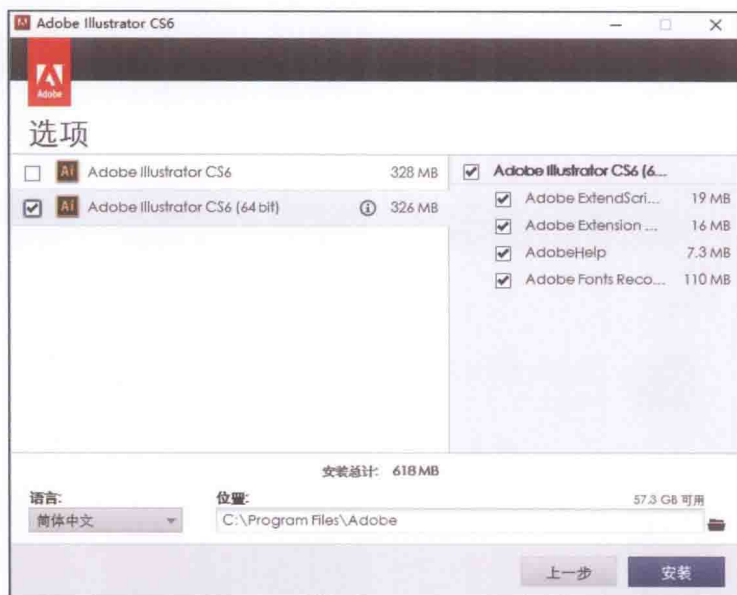 Adobe Illustrator CS6
Adobe
选项
Ai Adobe Illustrator CS6 328 MB
Ai Adobe Illustrator CS6 (64 bit) 326 MB
Adobe Illustrator CS6 (6...
Adobe ExtendScri... 19 MB
Adobe Extension ... 16 MB
AdobeHelp 7.3 MB
Adobe Fonts Reco... 110 MB
安装总计: 618 MB
语言:
简体中文
位置:
57.3 GB 可用
C:\Program Files\Adobe
上一步
安装